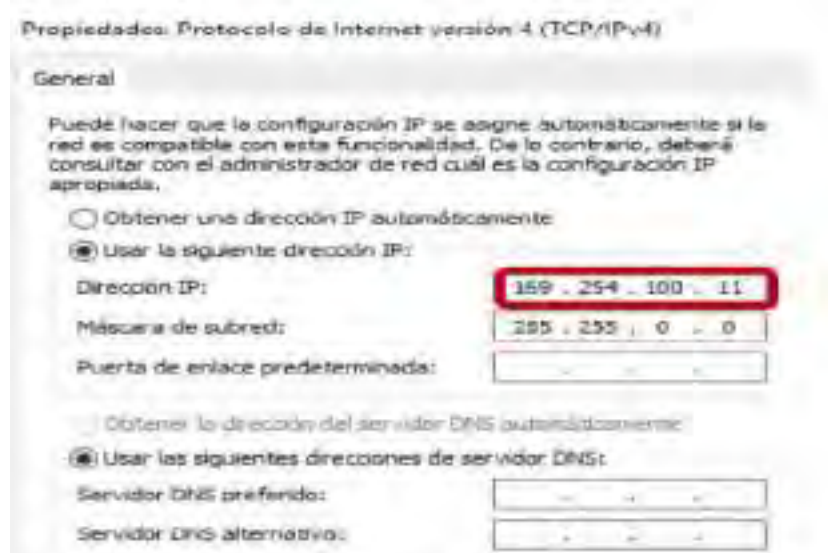 Propiedades: Protocolo de Internet versión 4 (TCP/IPv4)
General
Puede hacer que la configuración IP se asigne automáticamente si la
red es compatible con esta funcionalidad. De lo contrario, deberá
consultar con el administrador de red cuál es la configuración IP
apropiada.
Obtener una dirección IP automáticamente
Usar la siguiente dirección IP:
Dirección IP: 169 . 254 . 100 . 11
Máscara de subred: 255 . 255 . 0 . 0
Puerta de enlace predeterminada: . . .
Obtener la dirección del servidor DNS automáticamente
Usar las siguientes direcciones de servidor DNS:
Servidor DNS preferido: . . .
Servidor DNS alternativo: . . .